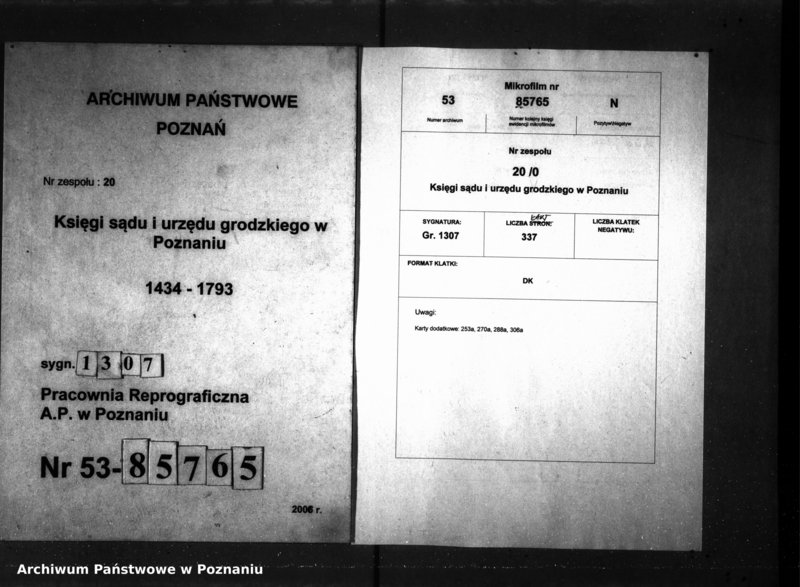 ARCHIWUM PAŃSTWOWE
POZNAŃ
Nr zespołu : 20
Księgi sądu i urzędu grodzkiego w
Poznaniu
1434 - 1793
sygn. 1307
Pracownia Reprograficzna
A.P. w Poznaniu
Nr 53-85765
2006 r.
Mikrofilm nr
53 85765 N
Numer archiwum
Numer kolejny księgi
ewidencji mikrofilmów
Pozytyw\Negatyw
Nr zespołu
20 /0
Księgi sądu i urzędu grodzkiego w Poznaniu
SYGNATURA:
Gr. 1307
kart
LICZBA STRON:
337
LICZBA KLATEK
NEGATYWU:
FORMAT KLATKI:
DK
Uwagi:
Karty dodatkowe: 253a, 270a, 288a, 306a
Archiwum Państwowe w Poznaniu